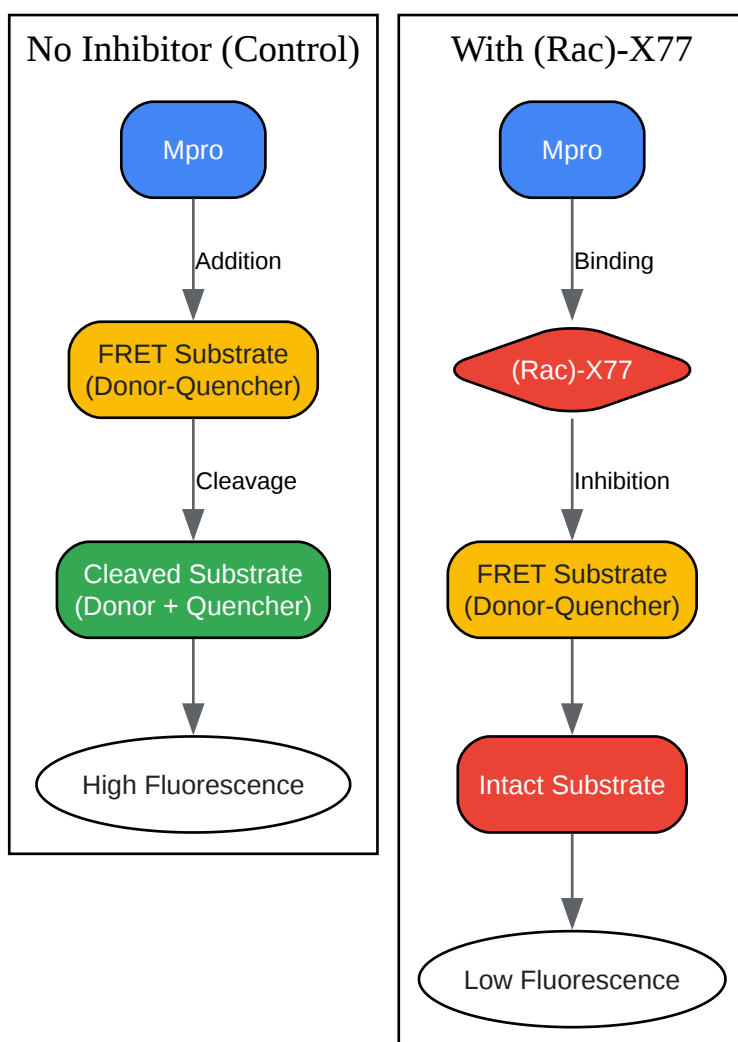 No Inhibitor (Control)
Mpro
Addition
FRET Substrate
(Donor-Quencher)
Cleavage
Cleaved Substrate
(Donor + Quencher)
High Fluorescence
With (Rac)-X77
Mpro
Binding
(Rac)-X77
Inhibition
FRET Substrate
(Donor-Quencher)
Intact Substrate
Low Fluorescence